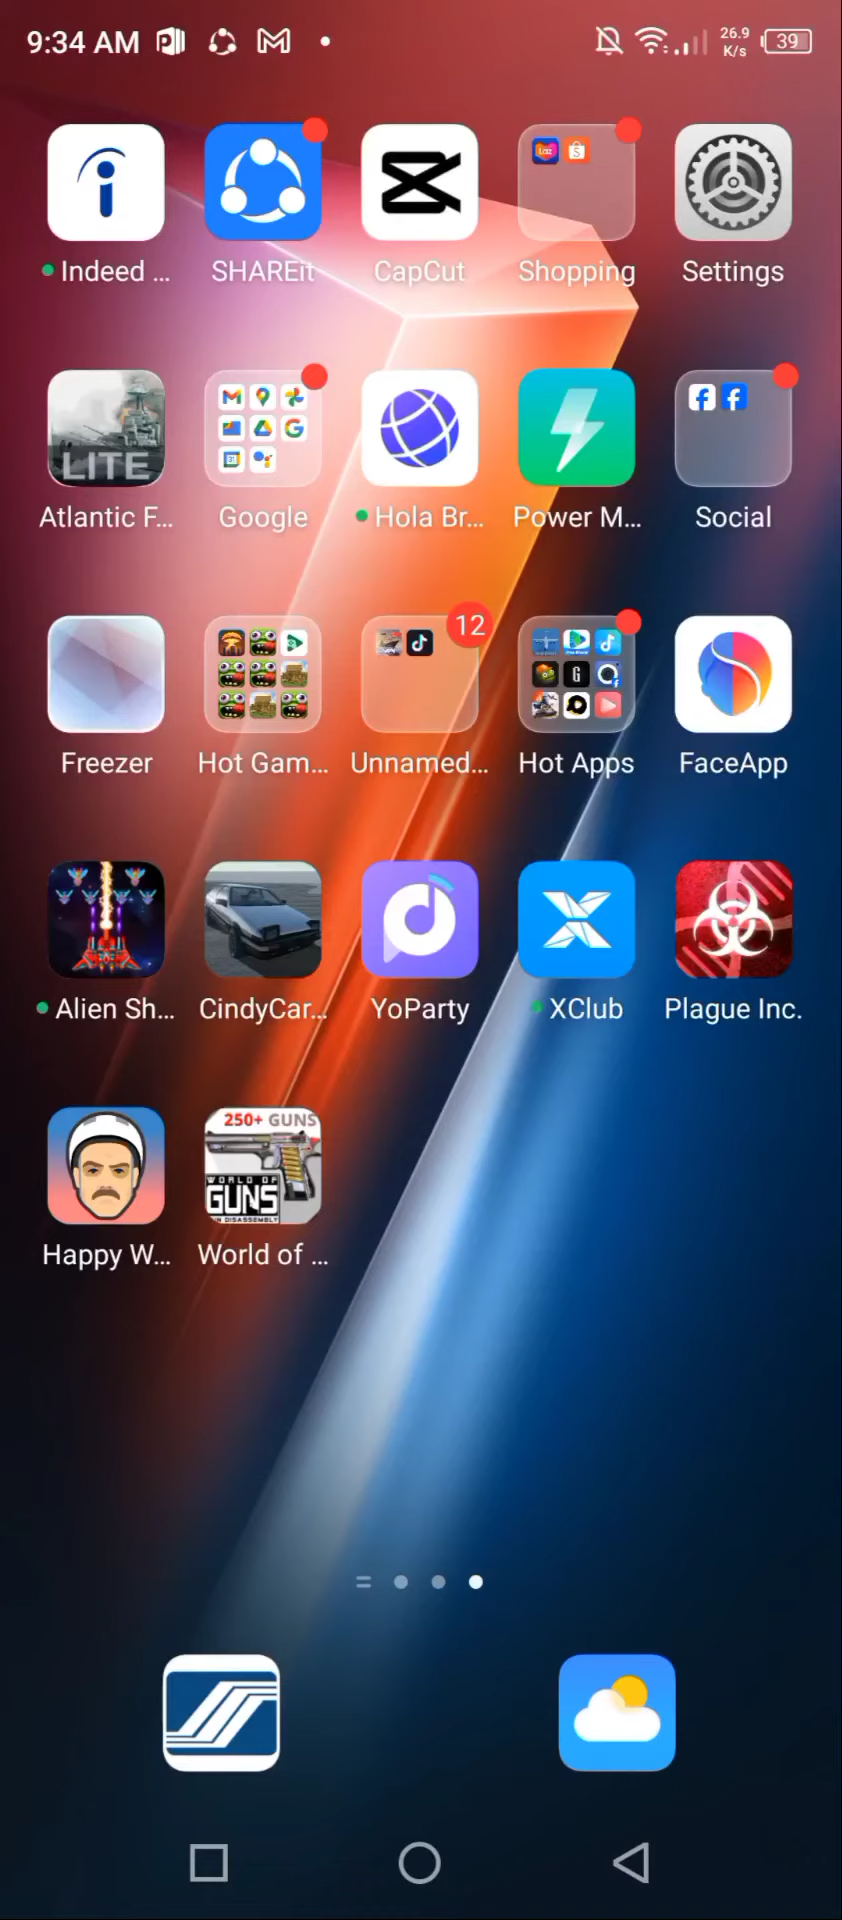 9:34 AM
26.9
K/s
39
Indeed ...
SHAREit
CapCut
Shopping
Settings
LITE
Atlantic F...
Google
Hola Br...
Power M...
Social
12
Freezer
Hot Gam...
Unnamed...
Hot Apps
FaceApp
Alien Sh...
CindyCar...
YoParty
XClub
Plague Inc.
250+ GUNS
WORLD OF
GUNS
Happy W...
World of ...